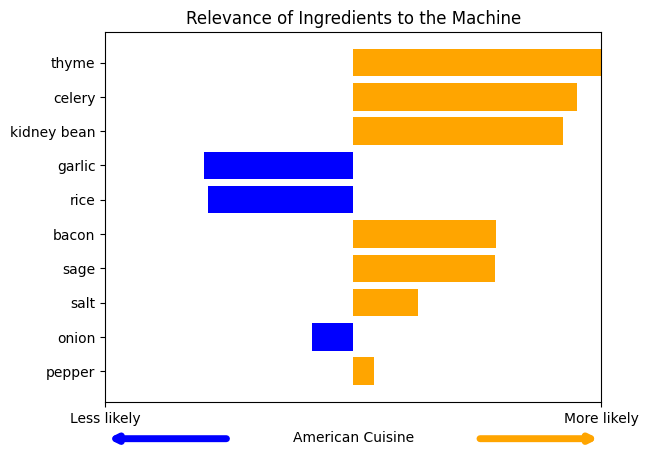 Relevance of Ingredients to the Machine
thyme
celery
kidney bean
garlic
rice
bacon
sage
salt
onion
pepper
Less likely More likely
American Cuisine